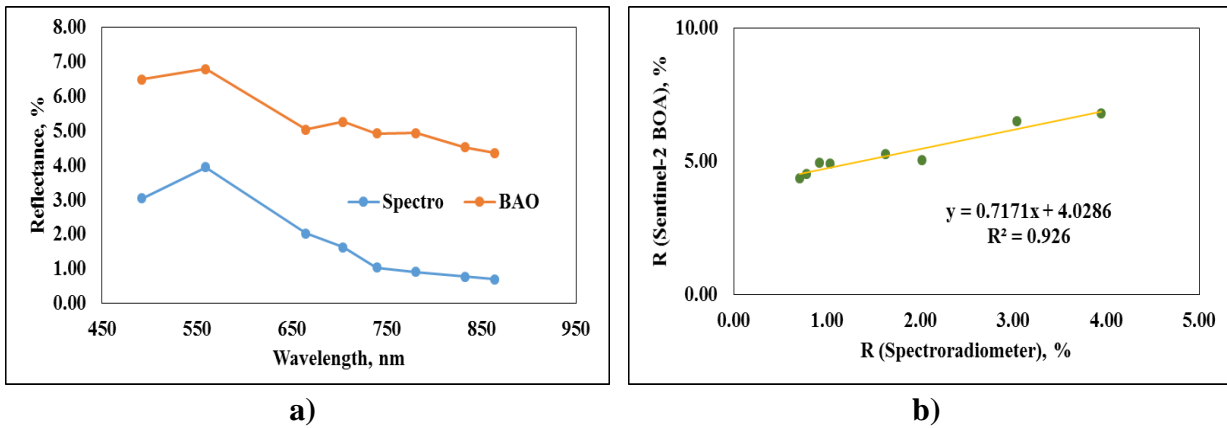 8.00
7.00
6.00
5.00
4.00
3.00
2.00
1.00
0.00
Reflectance, %
Spectro BAO
450 550 650 750 850 950
Wavelength, nm
a)
10.00
5.00
0.00
R (Sentinel-2 BOA), %
y = 0.7171x + 4.0286
R² = 0.926
0.00 1.00 2.00 3.00 4.00 5.00
R (Spectroradiometer), %
b)